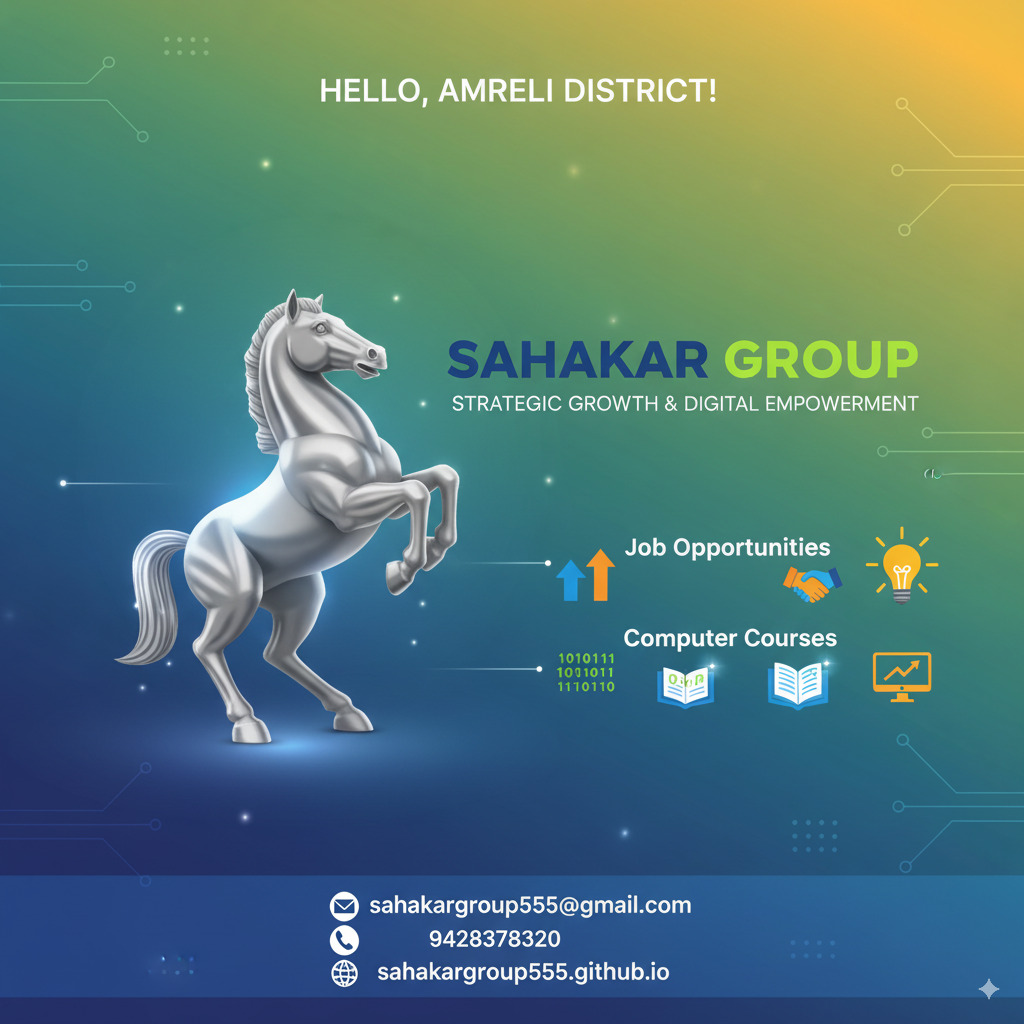 HELLO, AMRELI DISTRICT!
SAHAKAR GROUP
STRATEGIC GROWTH & DIGITAL EMPOWERMENT
Job Opportunities
Computer Courses
1010111
1001011
1110110
sahakargroup555@gmail.com
9428378320
sahakargroup555.github.io